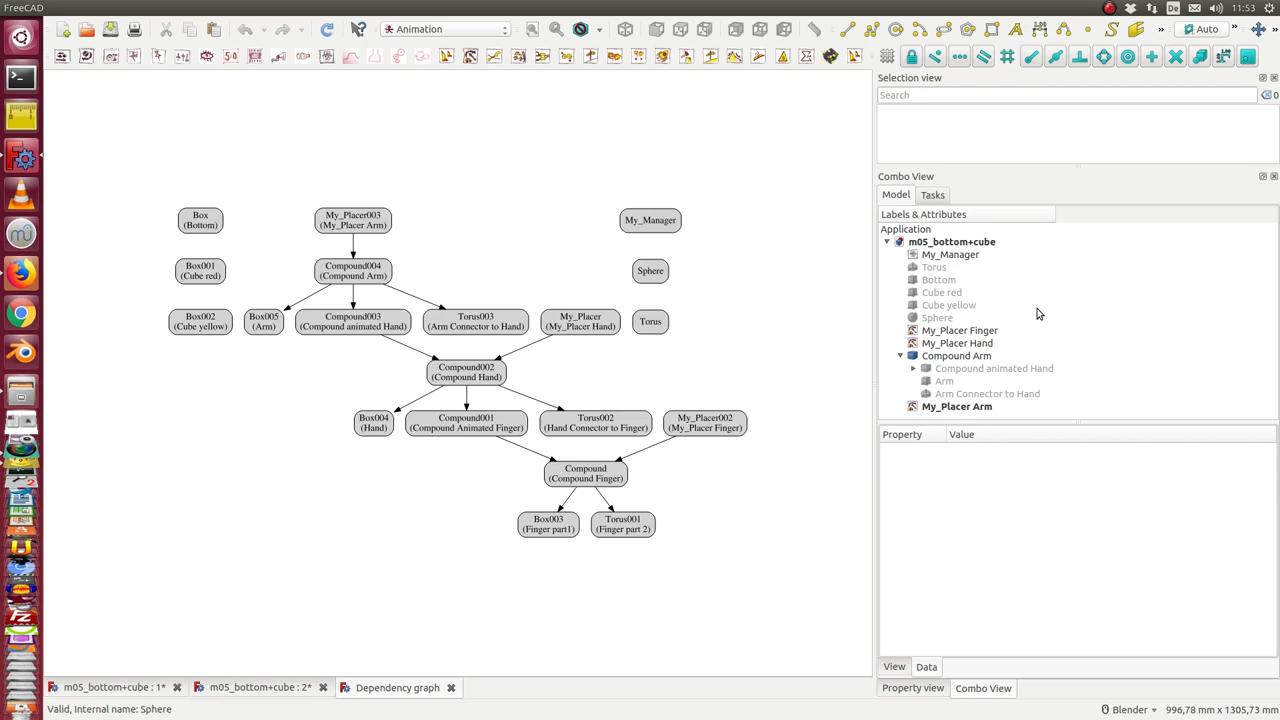 FreeCAD
De
11:53
Animation
Auto
Selection view
Search
0
Combo View
Model
Tasks
Labels & Attributes
Application
m05_bottom+cube
My_Manager
Torus
Bottom
Cube red
Cube yellow
Sphere
My_Placer Finger
My_Placer Hand
Compound Arm
Compound animated Hand
Arm
Arm Connector to Hand
My_Placer Arm
Property
Value
View
Data
Property view
Combo View
Box
(Bottom)
My_Placer003
(My_Placer Arm)
My_Manager
Box001
(Cube red)
Compound004
(Compound Arm)
Sphere
Box002
(Cube yellow)
Box005
(Arm)
Compound003
(Compound animated Hand)
Torus003
(Arm Connector to Hand)
My_Placer
(My_Placer Hand)
Torus
Compound002
(Compound Hand)
Box004
(Hand)
Compound001
(Compound Animated Finger)
Torus002
(Hand Connector to Finger)
My_Placer002
(My_Placer Finger)
Compound
(Compound Finger)
Box003
(Finger part1)
Torus001
(Finger part 2)
m05_bottom+cube : 1*
m05_bottom+cube : 2*
Dependency graph
Valid, Internal name: Sphere
Blender
996,78 mm x 1305,73 mm